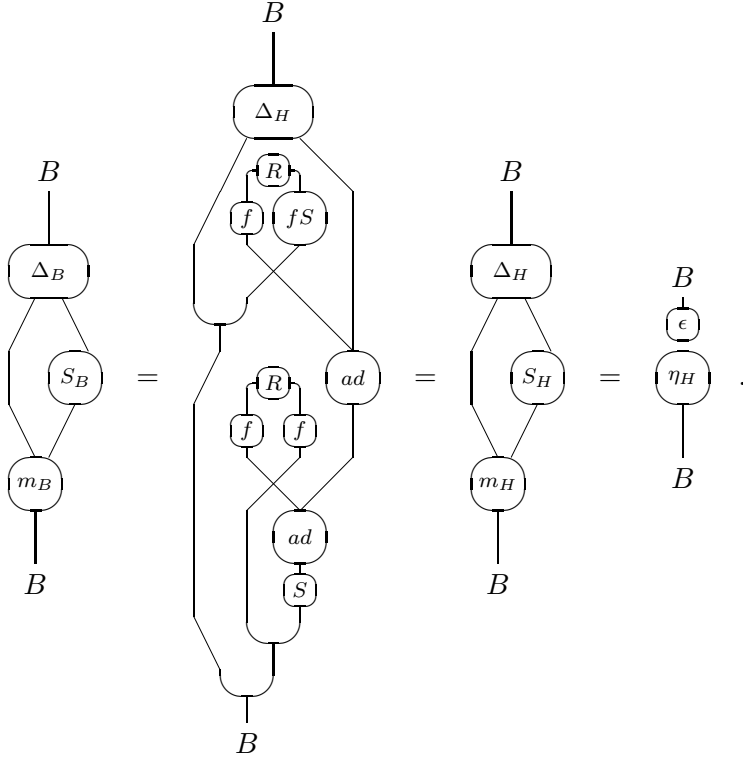 B
Δ_H
R
B
f
fS
B
B
Δ_B
Δ_H
ϵ
S_B
=
R
ad
=
S_H
=
η_H
.
f
f
m_B
m_H
B
ad
B
S
B
B